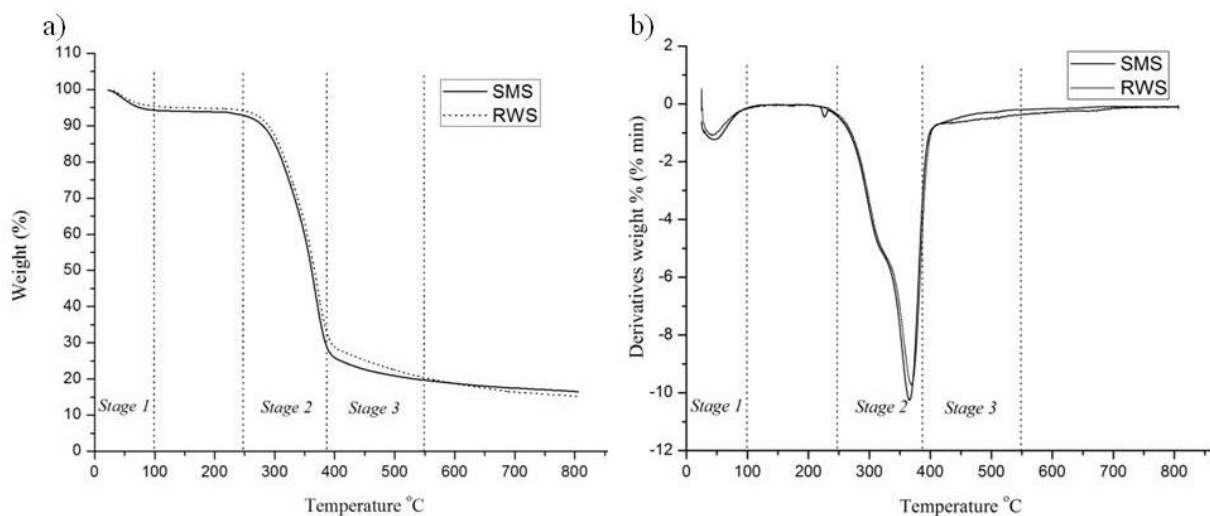 a)
110
100
90
80
70
60
50
40
30
20
10
0
Weight (%)
SMS
RWS
Stage 1
Stage 2
Stage 3
0 100 200 300 400 500 600 700 800
Temperature °C
b)
2
0
-2
-4
-6
-8
-10
-12
Derivatives weight % (% min)
SMS
RWS
Stage 1
Stage 2
Stage 3
0 100 200 300 400 500 600 700 800
Temperature °C